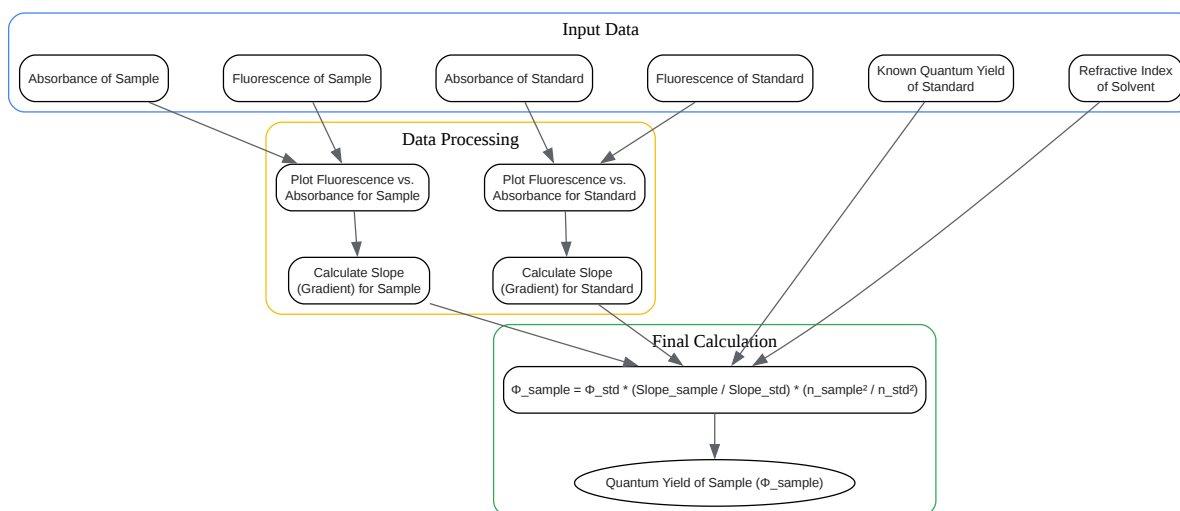 Input Data
Absorbance of Sample
Fluorescence of Sample
Absorbance of Standard
Fluorescence of Standard
Known Quantum Yield
of Standard
Refractive Index
of Solvent
Data Processing
Plot Fluorescence vs.
Absorbance for Sample
Plot Fluorescence vs.
Absorbance for Standard
Calculate Slope
(Gradient) for Sample
Calculate Slope
(Gradient) for Standard
Final Calculation
Φ_sample = Φ_std * (Slope_sample / Slope_std) * (n_sample² / n_std²)
Quantum Yield of Sample (Φ_sample)